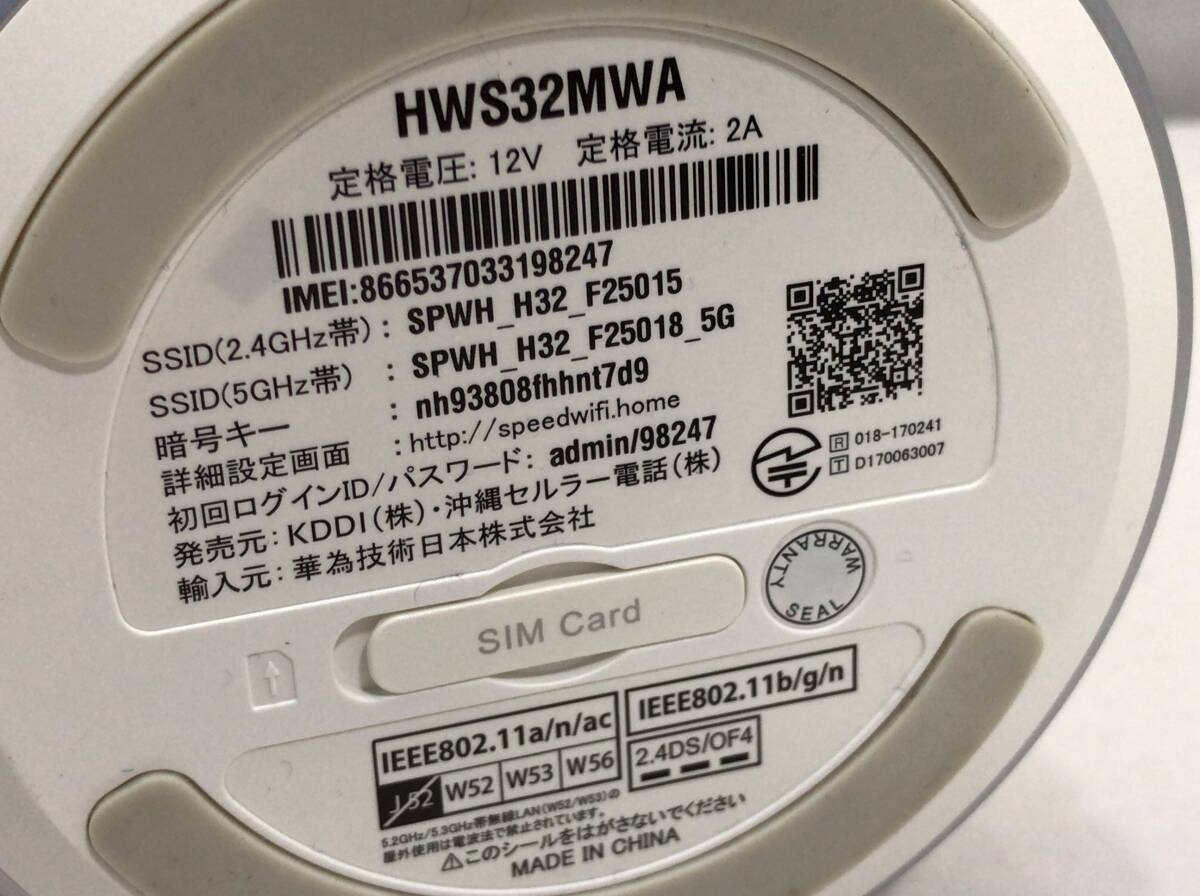 HWS32MWA
定格電圧: 12V 定格電流: 2A
IMEI:866537033198247
SSID(2.4GHz帯) : SPWH_H32_F25015
SSID(5GHz帯) : SPWH_H32_F25018_5G
暗号キー : nh93808fhhnt7d9
詳細設定画面 : http://speedwifi.home
初回ログインID/パスワード: admin/98247
発売元: KDDI(株)・沖縄セルラー電話(株)
輸入元: 華為技術日本株式会社
R 018-170241
T D170063007
WARRANTY SEAL
SIM Card
IEEE802.11a/n/ac
J52 W52 W53 W56
IEEE802.11b/g/n
2.4DS/OF4
5.2GHz/5.3GHz帯無線LAN(W52/W53)の
屋外使用は電波法で禁止されています。
⚠このシールをはがさないでください
MADE IN CHINA